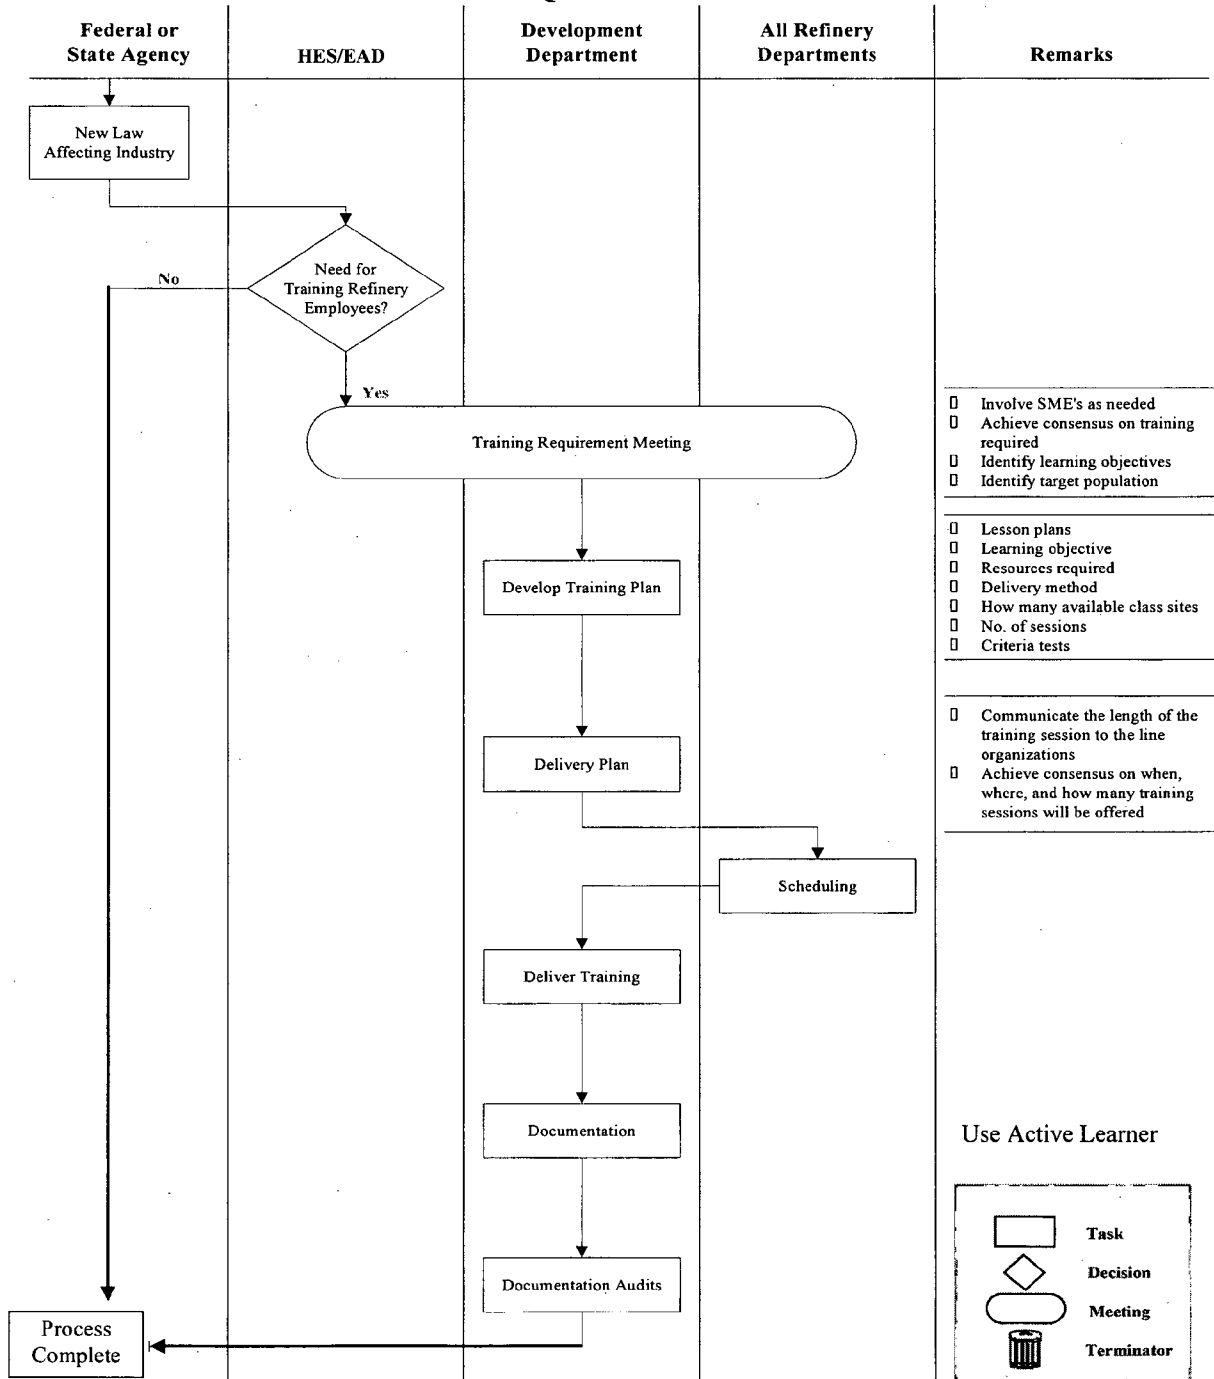 Federal or
State Agency
HES/EAD
Development
Department
All Refinery
Departments
Remarks
New Law
Affecting Industry
Need for
Training Refinery
Employees?
No
Yes
Training Requirement Meeting
Involve SME's as needed
Achieve consensus on training
required
Identify learning objectives
Identify target population
Develop Training Plan
Lesson plans
Learning objective
Resources required
Delivery method
How many available class sites
No. of sessions
Criteria tests
Delivery Plan
Communicate the length of the
training session to the line
organizations
Achieve consensus on when,
where, and how many training
sessions will be offered
Scheduling
Deliver Training
Documentation
Use Active Learner
Documentation Audits
Process
Complete
Task
Decision
Meeting
Terminator